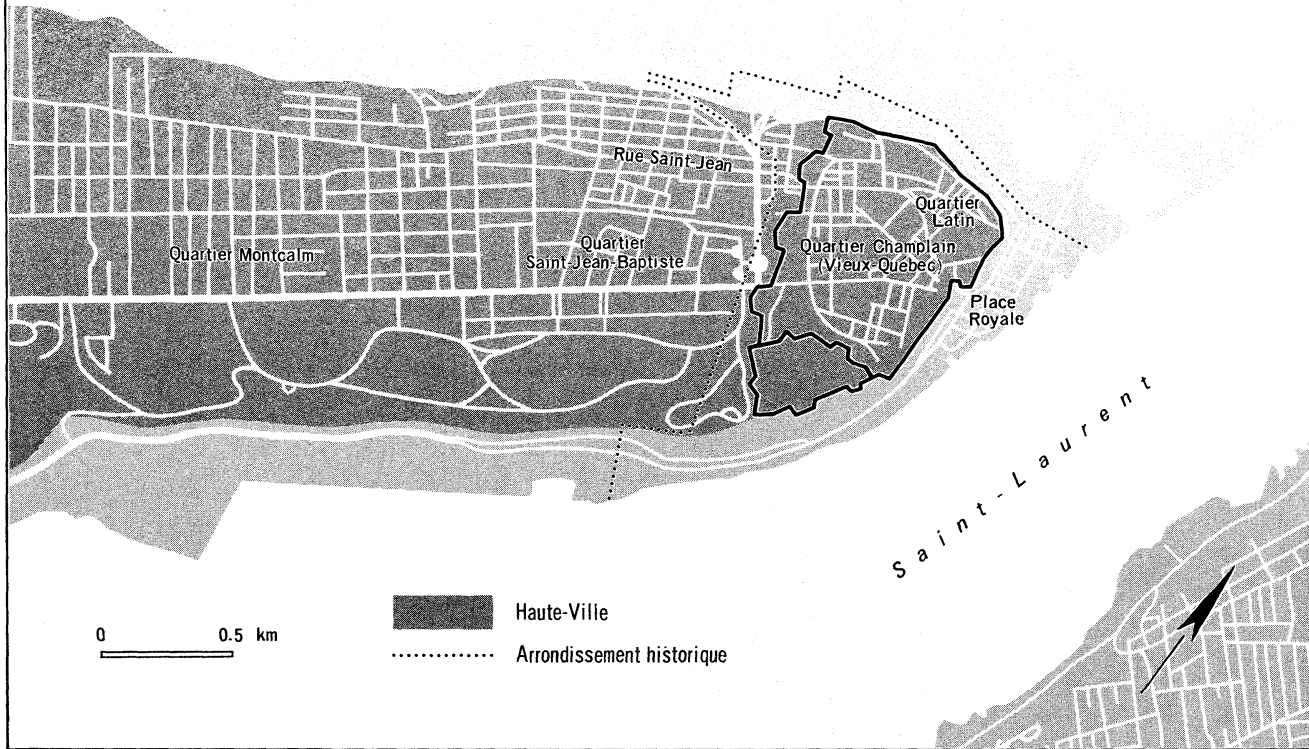 Rue Saint-Jean
Quartier
Latin
Quartier Montcalm
Quartier
Saint-Jean-Baptiste
Quartier Champlain
(Vieux-Québec)
Place
Royale
Saint-Laurent
0 0.5 km
Haute-Ville
Arrondissement historique